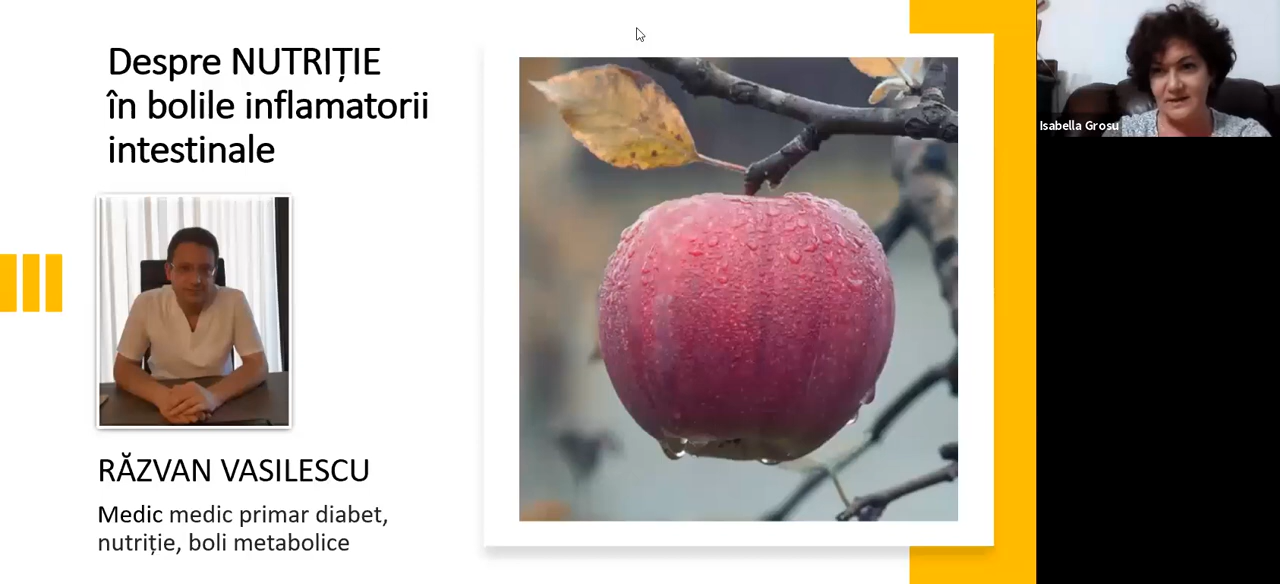 Despre NUTRIȚIE
în bolile inflamatorii
intestinale
RĂZVAN VASILESCU
Medic medic primar diabet,
nutriție, boli metabolice
Isabella Grosu